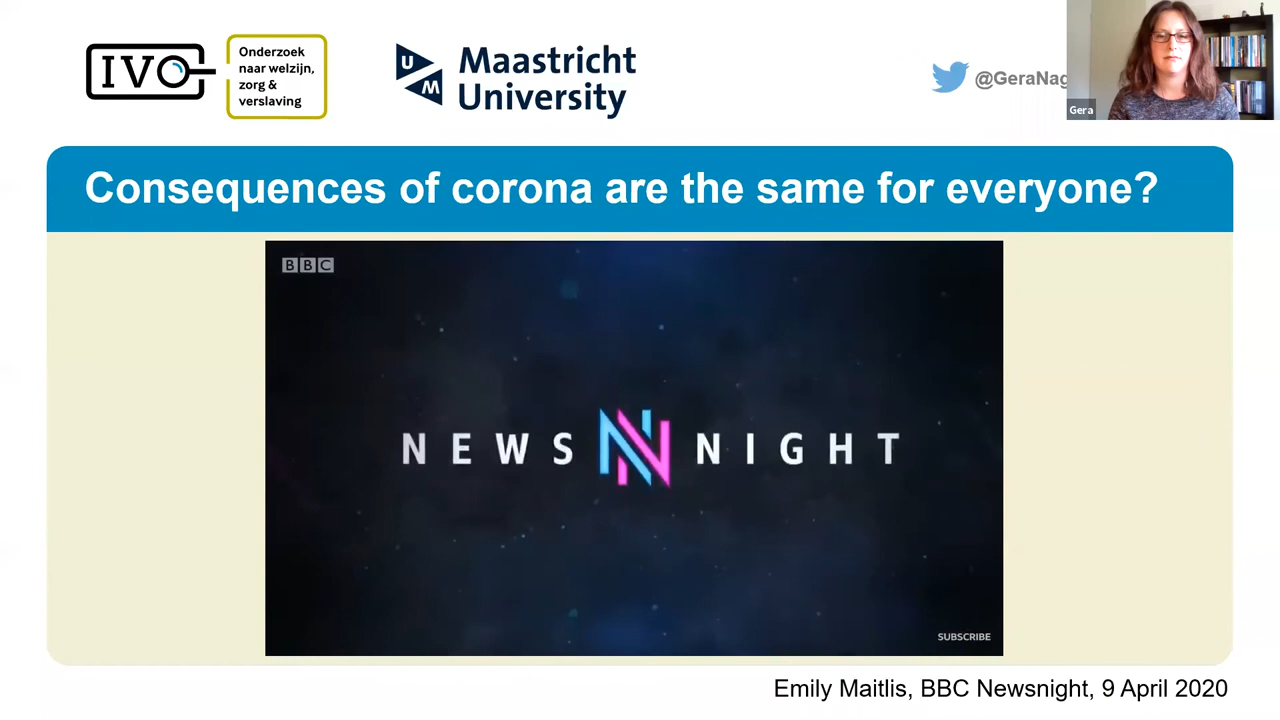 IVO
Onderzoek
naar welzijn,
zorg &
verslaving
UM
Maastricht
University
@GeraNag
Gera
Consequences of corona are the same for everyone?
BBC
NEWS NIGHT
SUBSCRIBE
Emily Maitlis, BBC Newsnight, 9 April 2020